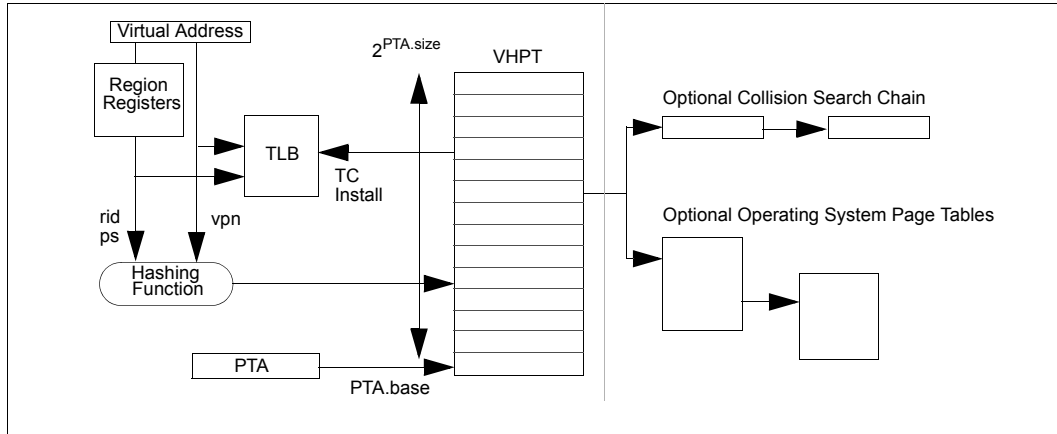 Virtual Address
Region
Registers
TLB
TC
Install
rid
ps
vpn
Hashing
Function
PTA
PTA.base
2^PTA.size
VHPT
Optional Collision Search Chain
Optional Operating System Page Tables